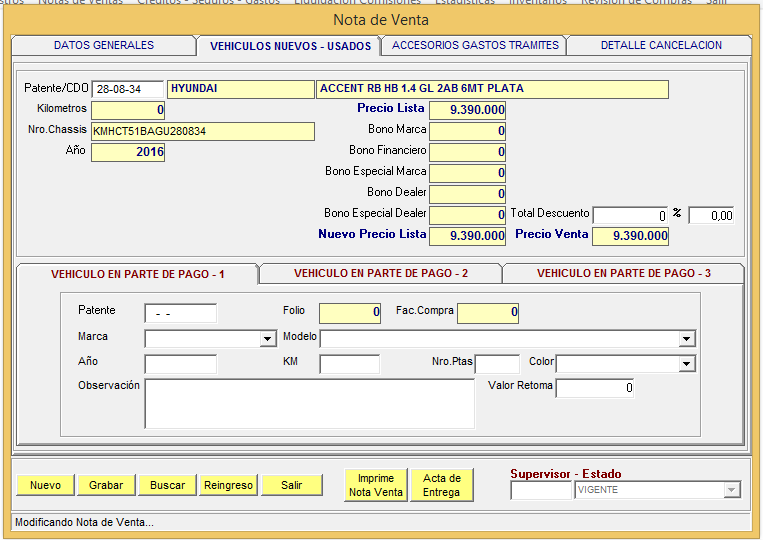 Notas de Ventas Creditos - Seguros - Gastos Liquidacion Comisiones Estadisticas Inventarios Revision de Compras Salir
Nota de Venta
DATOS GENERALES VEHICULOS NUEVOS - USADOS ACCESORIOS GASTOS TRAMITES DETALLE CANCELACION
Patente/CDO 28-08-34 HYUNDAI ACCENT RB HB 1.4 GL 2AB 6MT PLATA
Kilometros 0 Precio Lista 9.390.000
Nro.Chassis KMHCT51BAGU280834 Bono Marca 0
Año 2016 Bono Financiero 0
Bono Especial Marca 0
Bono Dealer 0
Bono Especial Dealer 0 Total Descuento 0 % 0,00
Nuevo Precio Lista 9.390.000 Precio Venta 9.390.000
VEHICULO EN PARTE DE PAGO - 1 VEHICULO EN PARTE DE PAGO - 2 VEHICULO EN PARTE DE PAGO - 3
Patente - - Folio 0 Fac.Compra 0
Marca Modelo
Año KM Nro.Ptas Color
Observación Valor Retoma 0
Nuevo Grabar Buscar Reingreso Salir Imprime Nota Venta Acta de Entrega
Supervisor - Estado
VIGENTE
Modificando Nota de Venta...